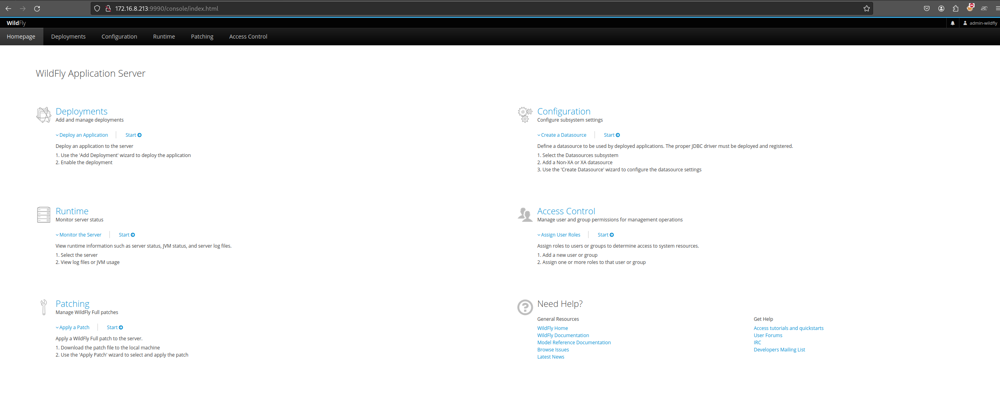 172.16.8.213:9990/console/index.html
.GIT
WildFly
admin-wildfly
Homepage Deployments Configuration Runtime Patching Access Control
WildFly Application Server
Deployments
Add and manage deployments
Deploy an Application Start
Deploy an application to the server
1. Use the 'Add Deployment' wizard to deploy the application
2. Enable the deployment
Configuration
Configure subsystem settings
Create a Datasource Start
Define a datasource to be used by deployed applications. The proper JDBC driver must be deployed and registered.
1. Select the Datasources subsystem
2. Add a Non-XA or XA datasource
3. Use the 'Create Datasource' wizard to configure the datasource settings
Runtime
Monitor server status
Monitor the Server Start
View runtime information such as server status, JVM status, and server log files.
1. Select the server
2. View log files or JVM usage
Access Control
Manage user and group permissions for management operations
Assign User Roles Start
Assign roles to users or groups to determine access to system resources.
1. Add a new user or group
2. Assign one or more roles to that user or group
Patching
Manage WildFly Full patches
Apply a Patch Start
Apply a WildFly Full patch to the server.
1. Download the patch file to the local machine
2. Use the 'Apply Patch' wizard to select and apply the patch
Need Help?
General Resources
WildFly Home
WildFly Documentation
Model Reference Documentation
Browse Issues
Latest News
Get Help
Access tutorials and quickstarts
User Forums
IRC
Developers Mailing List